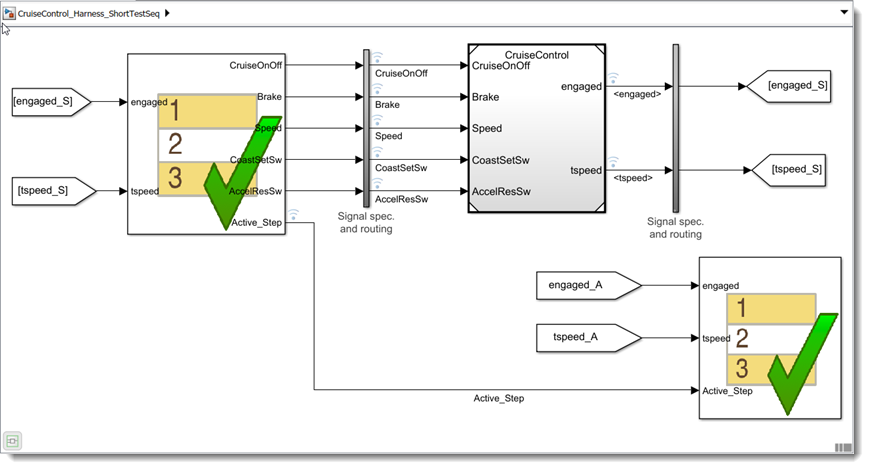 CruiseControl_Harness_ShortTestSeq
[engaged_S]
[tspeed_S]
engaged
tspeed
1
2
3
CruiseOnOff
Brake
Speed
CoastSetSw
AccelResSw
Active_Step
CruiseOnOff
Brake
Speed
CoastSetSw
AccelResSw
Signal spec.
and routing
CruiseControl
CruiseOnOff
Brake
Speed
CoastSetSw
AccelResSw
engaged
tspeed
<engaged>
<tspeed>
Signal spec.
and routing
[engaged_S]
[tspeed_S]
engaged_A
tspeed_A
Active_Step
engaged
tspeed
Active_Step
1
2
3